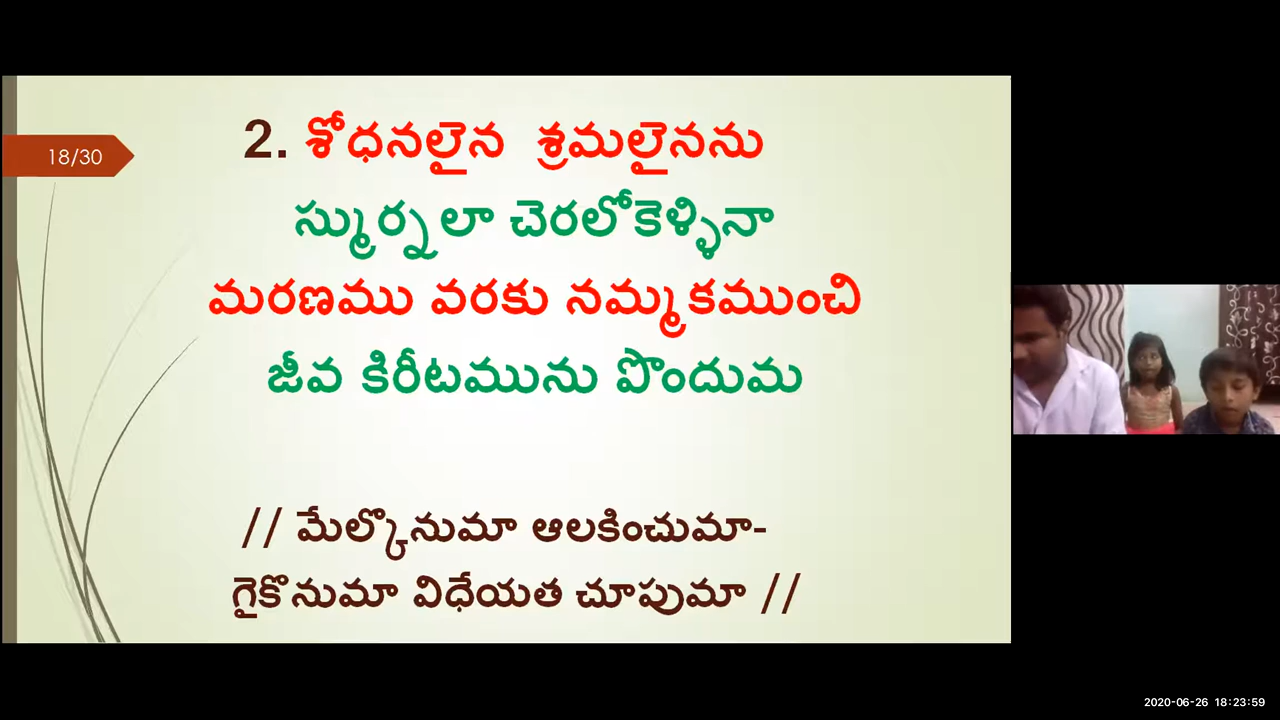 18/30
2. శోధనలైన శ్రమలైనను
స్ముర్నలా చెరలోకెళ్ళినా
మరణము వరకు నమ్మకముంచి
జీవ కిరీటమును పొందుమ
// మేల్కొనుమా ఆలకించుమా-
గైకొనుమా విధేయత చూపుమా //
2020-06-26 18:23:59